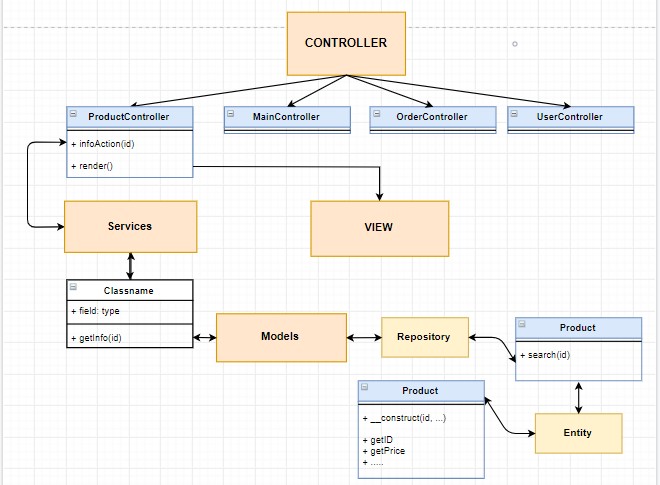 CONTROLLER
ProductController
MainController
OrderController
UserController
+ infoAction(id)
+ render()
Services
VIEW
Classname
+ field: type
+ getInfo(id)
Models
Repository
Product
+ search(id)
Product
+ __construct(id, ...)
+ getID
+ getPrice
+ .....
Entity